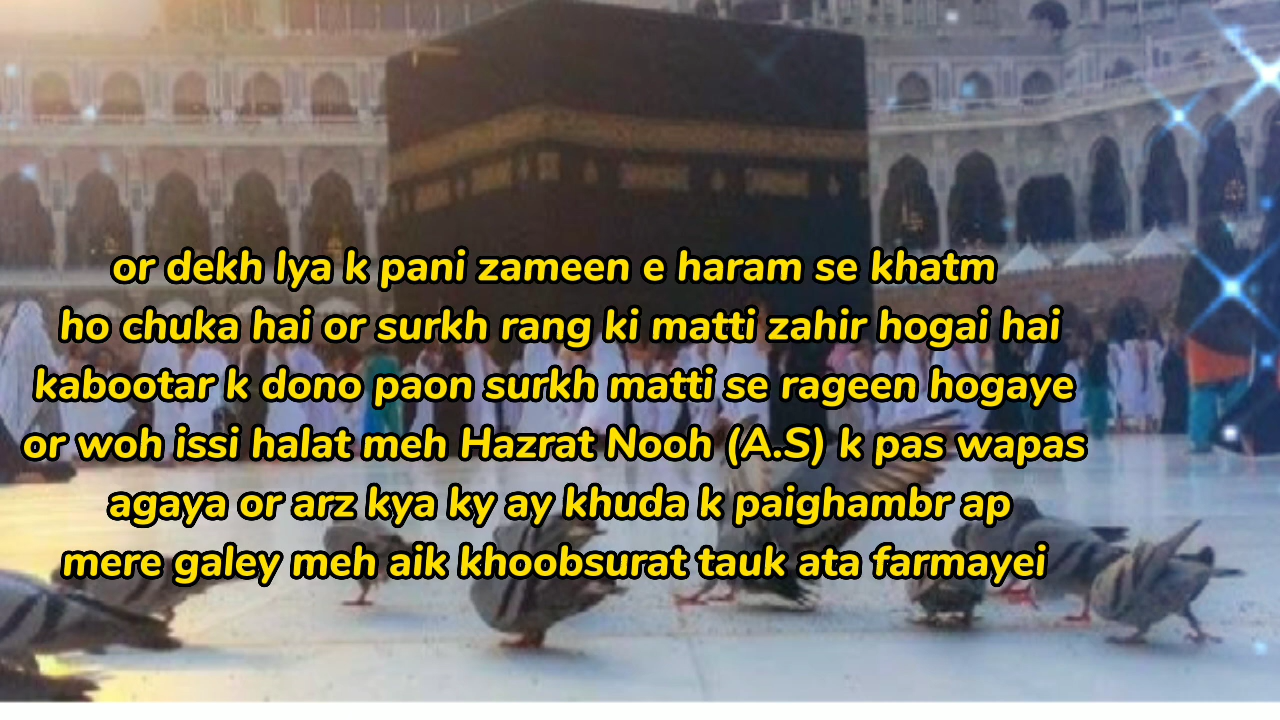 or dekh lya k pani zameen e haram se khatm
ho chuka hai or surkh rang ki matti zahir hogai hai
kabootar k dono paon surkh matti se rageen hogaye
or woh issi halat meh Hazrat Nooh (A.S) k pas wapas
agaya or arz kya ky ay khuda k paighambr ap
mere galey meh aik khoobsurat tauk ata farmayei